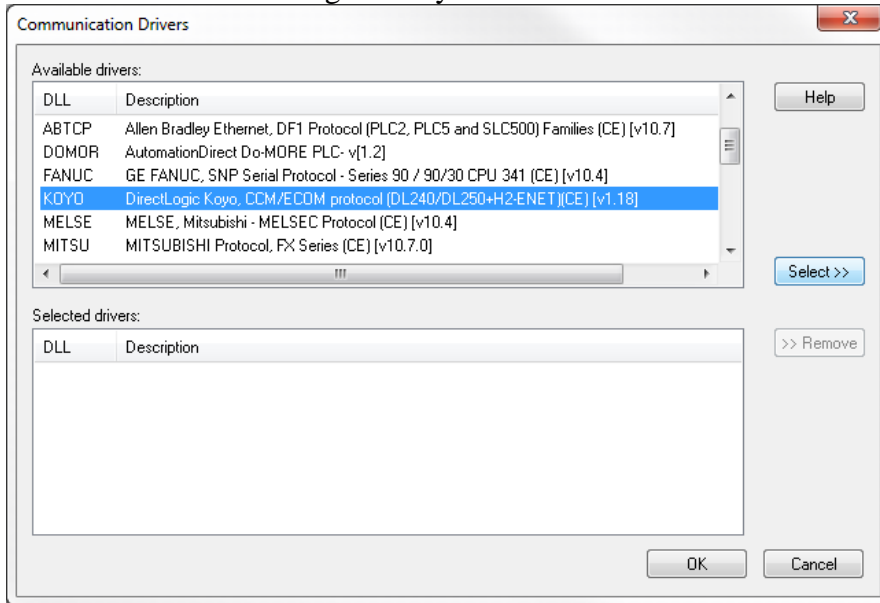 Communication Drivers
Available drivers:
Help
DLL Description
ABTCP Allen Bradley Ethernet, DF1 Protocol (PLC2, PLC5 and SLC500) Families (CE) [v10.7]
DOMOR AutomationDirect Do-MORE PLC- v[1.2]
FANUC GE FANUC, SNP Serial Protocol - Series 90 / 90/30 CPU 341 (CE) [v10.4]
KOYO DirectLogic Koyo, CCM/ECOM protocol (DL240/DL250+H2-ENET)(CE) [v1.18]
MELSE MELSE, Mitsubishi - MELSEC Protocol (CE) [v10.4]
MITSU MITSUBISHI Protocol, FX Series (CE) [v10.7.0]
Select >>
Selected drivers:
>> Remove
DLL Description
OK Cancel